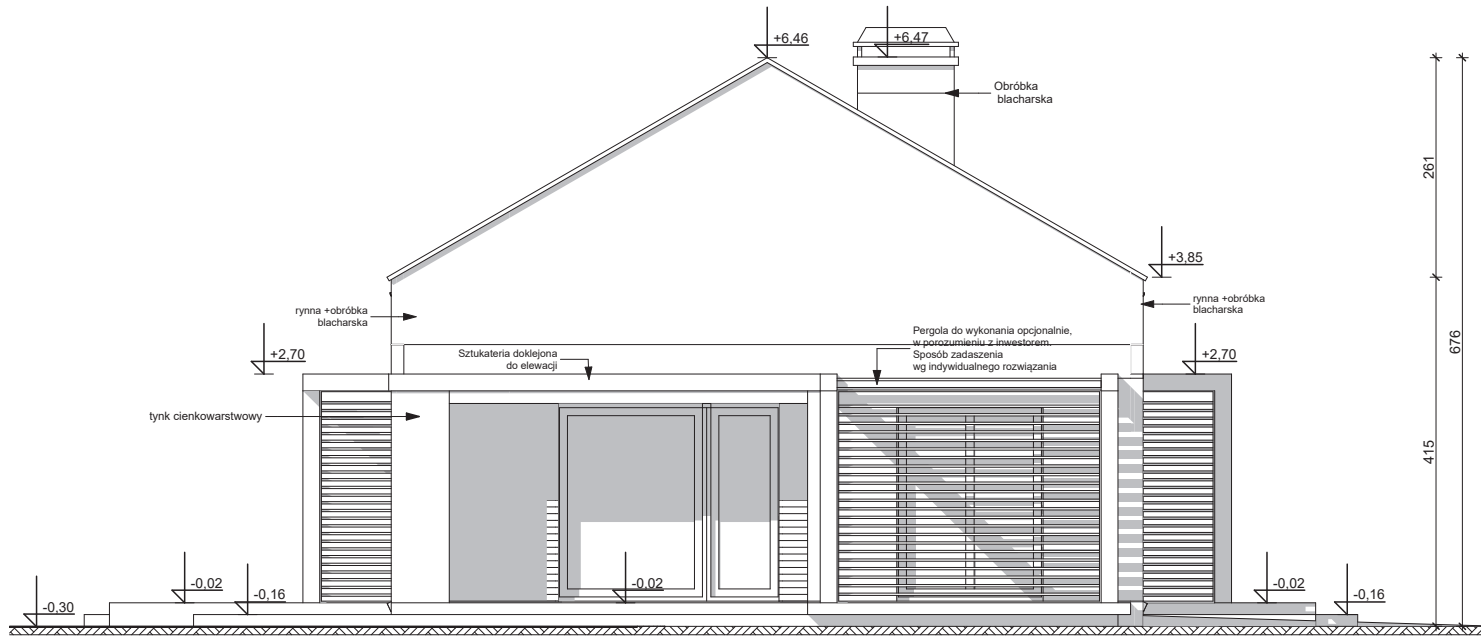 +6,46
+6,47
Obróbka
blacharska
261
+3,85
rynna +obróbka
blacharska
rynna +obróbka
blacharska
676
+2,70
Sztukateria doklejona
do elewacji
Pergola do wykonania opcjonalnie,
w porozumieniu z inwestorem.
Sposób zadaszenia
wg indywidualnego rozwiązania
+2,70
tynk cienkowarstwowy
415
-0,30
-0,02
-0,16
-0,02
-0,02
-0,16